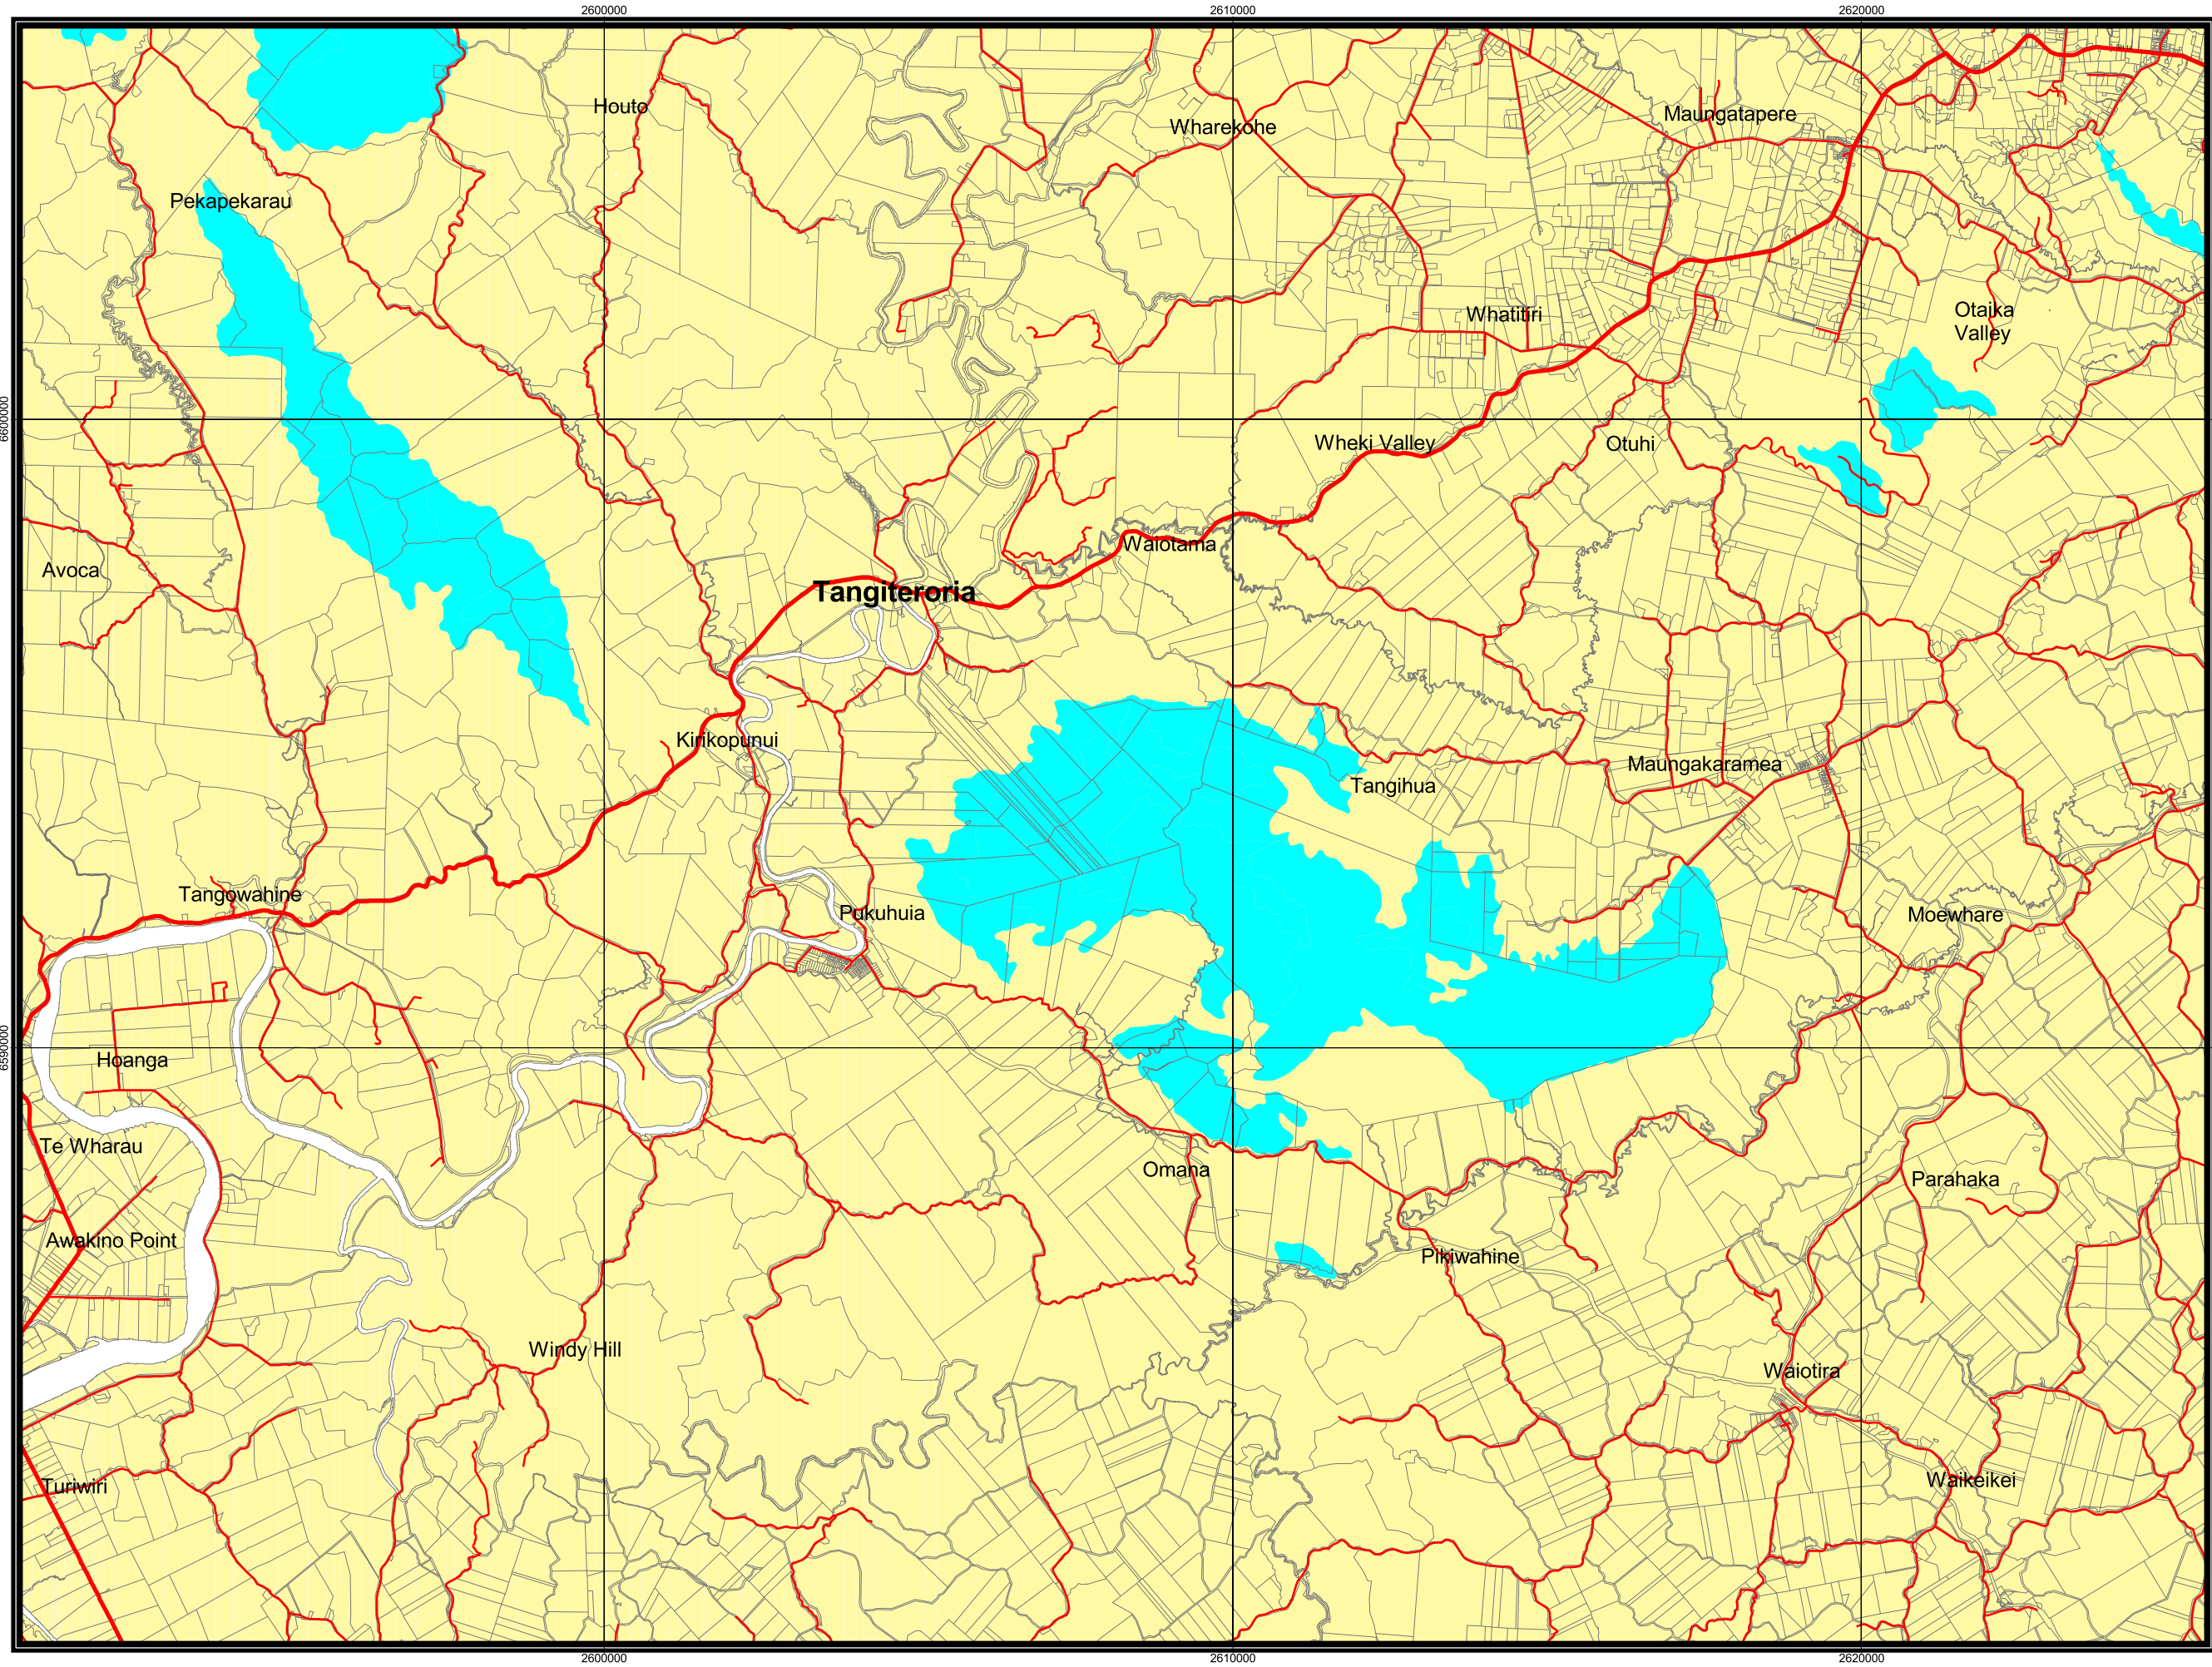 2600000
2610000
2620000
Houto
Maungatapere
Wharekohe
Pekapekarau
Otaika
Valley
Whatitiri
6600000
Wheki Valley
Otuhi
Waiotama
Avoca
Tangiteroria
Kirikopunui
Maungakaramea
Tangihua
Tangowahine
Pukuhuia
Moewhare
6590000
Hoanga
Te Wharau
Omana
Parahaka
Awakino Point
Pikiwahine
Windy Hill
Waiotira
Waikeikei
Turiwiri
2600000
2610000
2620000